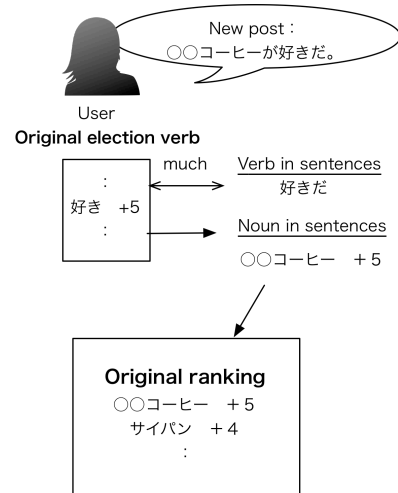 New post：
○○コーヒーが好きだ。
User
Original election verb
:
好き　+5
:
much
Verb in sentences
好きだ
Noun in sentences
○○コーヒー　+５
Original ranking
○○コーヒー　+５
サイパン　+４
: